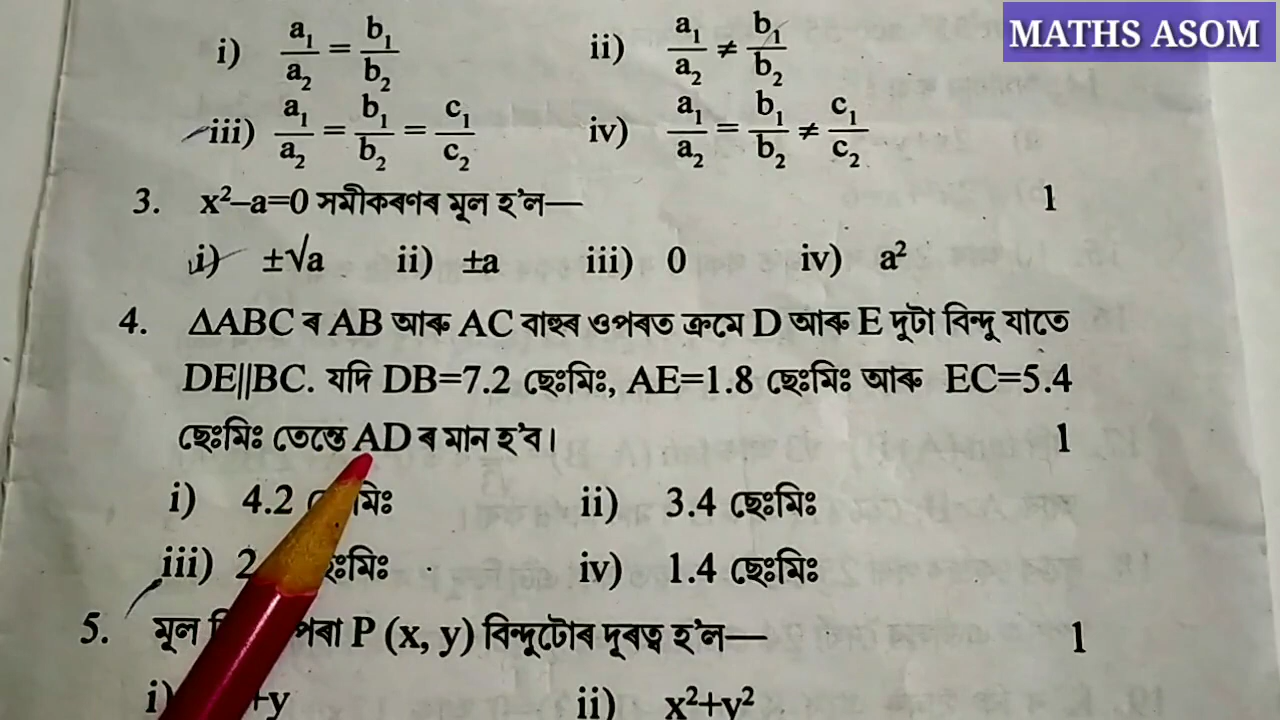 MATHS ASOM
i) a₁/a₂ = b₁/b₂ ii) a₁/a₂ ≠ b₁/b₂
iii) a₁/a₂ = b₁/b₂ = c₁/c₂ iv) a₁/a₂ = b₁/b₂ ≠ c₁/c₂
3. x²–a=0 সমীকৰণৰ মূল হ'ল— 1
i) ±√a ii) ±a iii) 0 iv) a²
4. ΔABC ৰ AB আৰু AC বাহুৰ ওপৰত ক্ৰমে D আৰু E দুটা বিন্দু যাতে
DE||BC. যদি DB=7.2 ছেঃমিঃ, AE=1.8 ছেঃমিঃ আৰু EC=5.4
ছেঃমিঃ তেন্তে AD ৰ মান হ'ব। 1
i) 4.2 ii) 3.4 ছেঃমিঃ
iii) iv) 1.4 ছেঃমিঃ
5. মূল P (x, y) বিন্দুটোৰ দূৰত্ব হ'ল— 1
i) +y ii) x²+y²